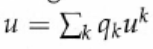 u = ∑ₖ qₖuᵏ